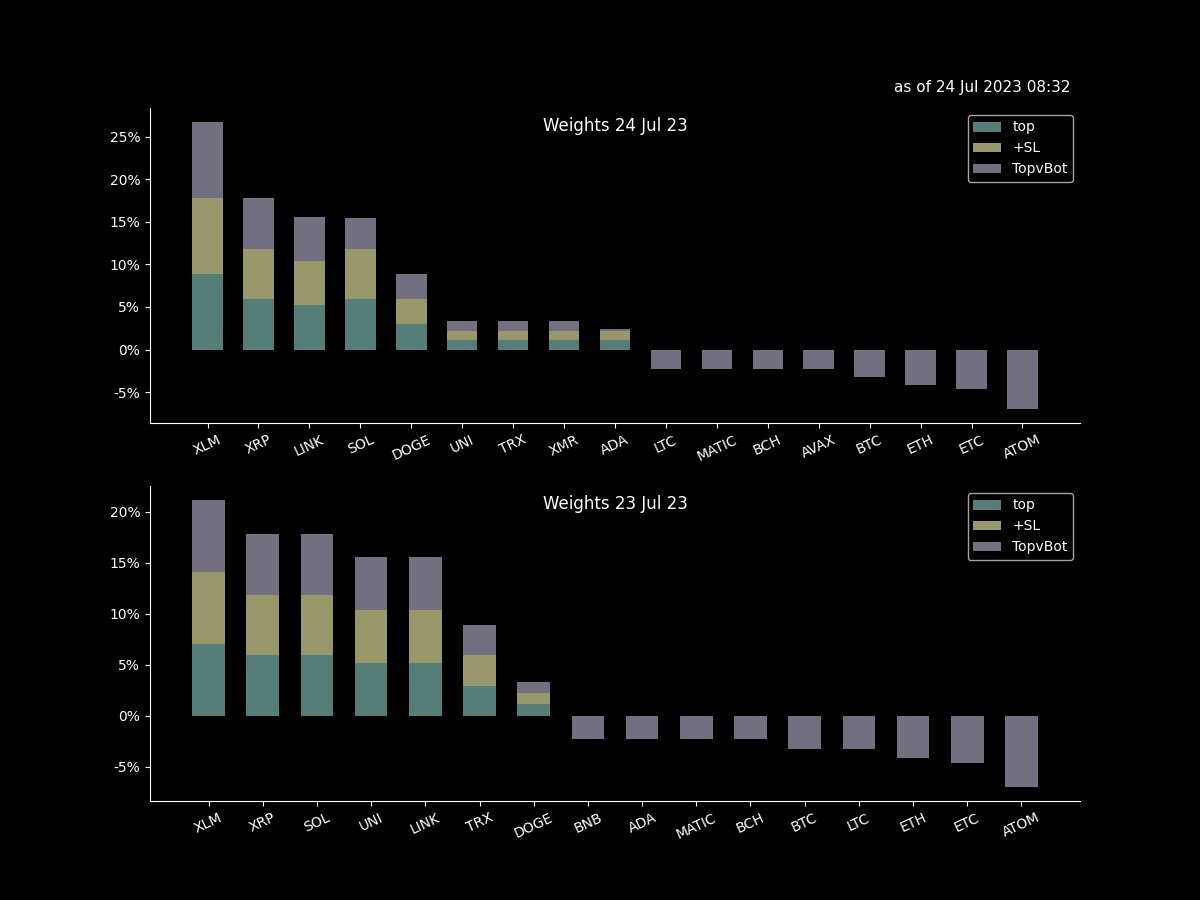 as of 24 Jul 2023 08:32
Weights 24 Jul 23
top
+SL
TopvBot
25%
20%
15%
10%
5%
0%
-5%
XLM XRP LINK SOL DOGE UNI TRX XMR ADA LTC MATIC BCH AVAX BTC ETH ETC ATOM
Weights 23 Jul 23
top
+SL
TopvBot
20%
15%
10%
5%
0%
-5%
XLM XRP SOL UNI LINK TRX DOGE BNB ADA MATIC BCH BTC LTC ETH ETC ATOM